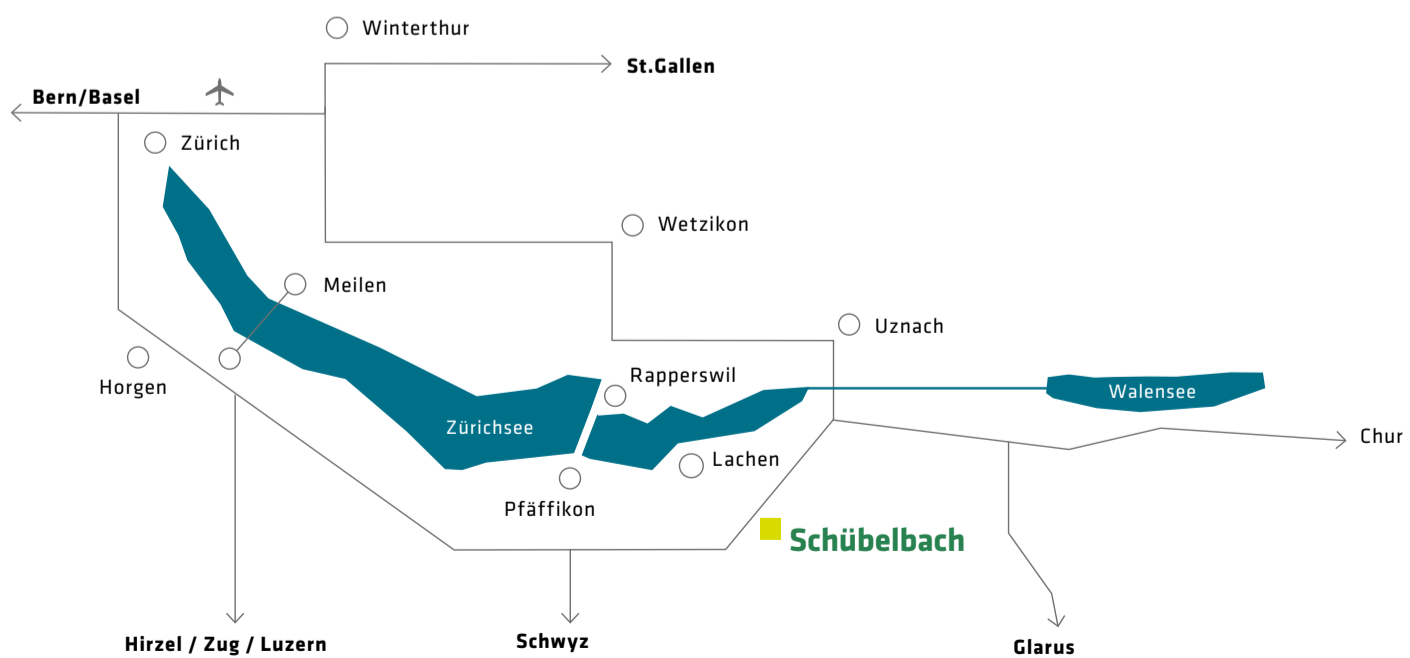 Winterthur
St.Gallen
Bern/Basel
Zürich
Wetzikon
Meilen
Uznach
Horgen
Rapperswil
Walensee
Zürichsee
Chur
Lachen
Pfäffikon
Schübelbach
Hirzel / Zug / Luzern
Schwyz
Glarus